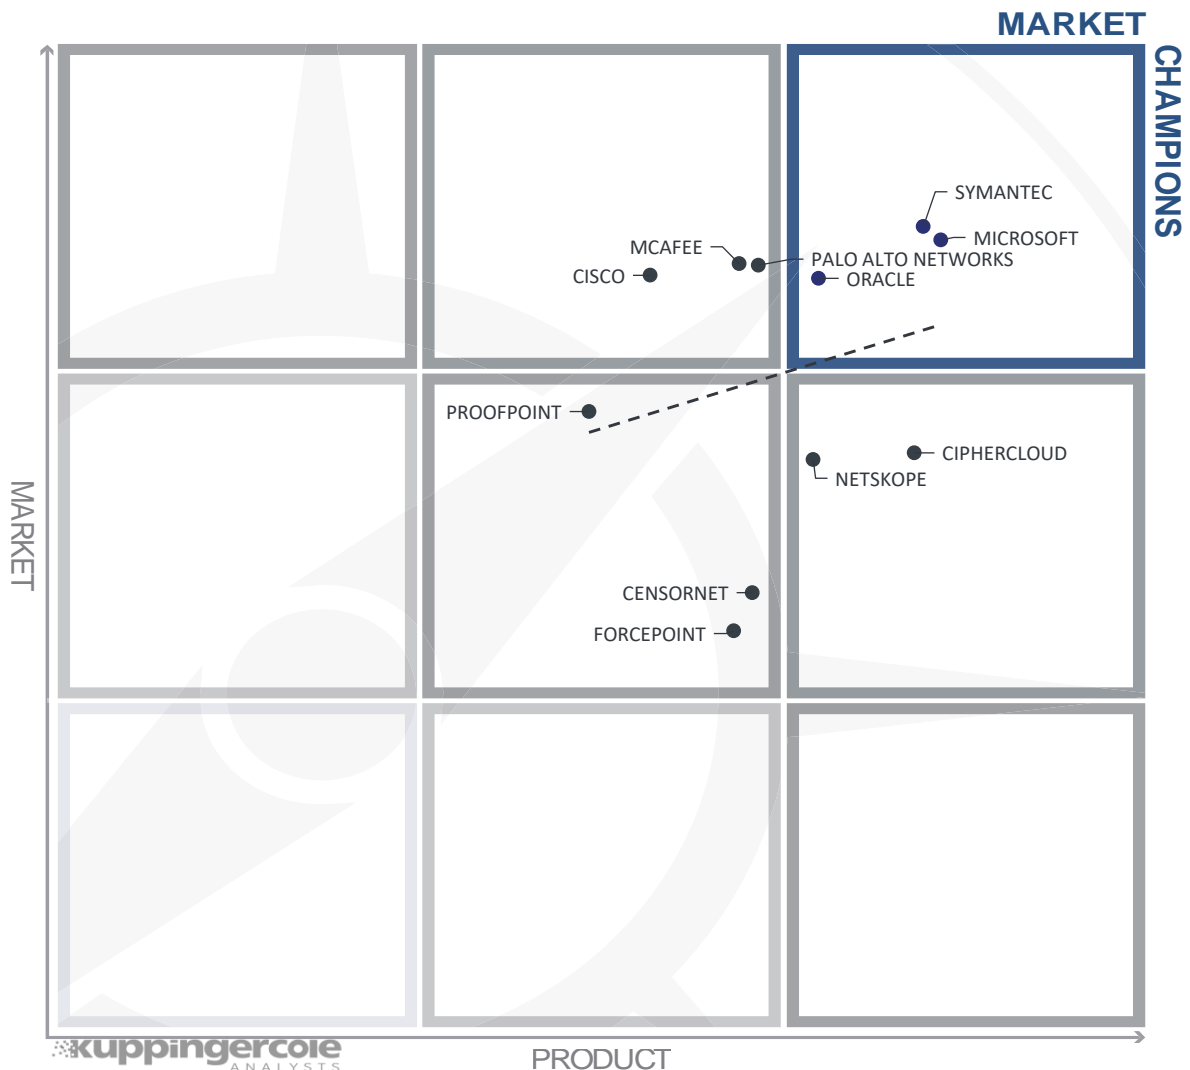 MARKET
CHAMPIONS
SYMANTEC
MICROSOFT
MCAFEE
PALO ALTO NETWORKS
CISCO
ORACLE
PROOFPOINT
CIPHERCLOUD
NETSKOPE
MARKET
CENSORNET
FORCEPOINT
kuppingercole
ANALYSTS
PRODUCT